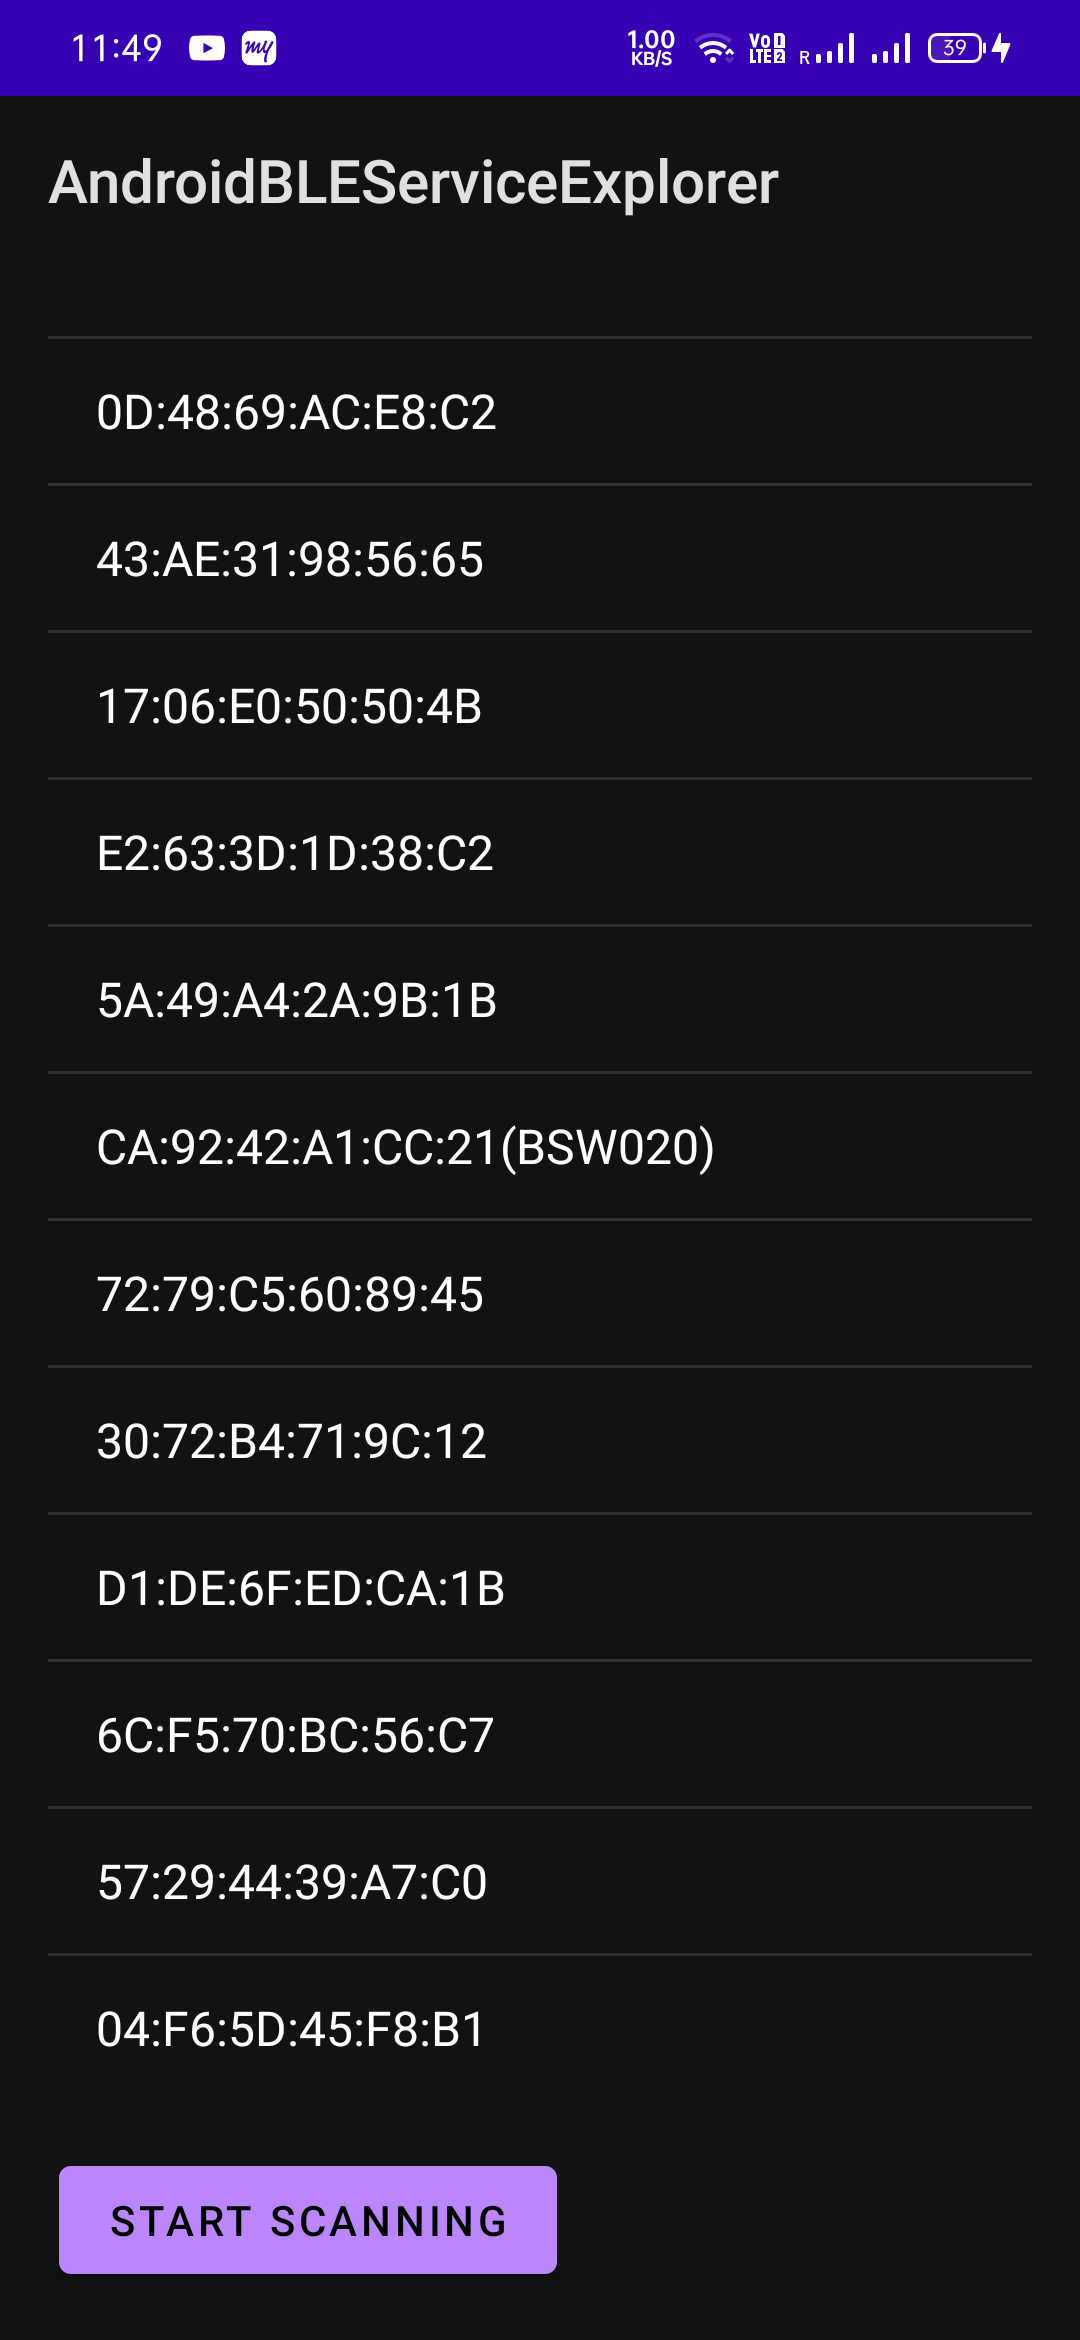 11:49 my 1.00 KB/S VoD LTE2 R 39
AndroidBLEServiceExplorer
0D:48:69:AC:E8:C2
43:AE:31:98:56:65
17:06:E0:50:50:4B
E2:63:3D:1D:38:C2
5A:49:A4:2A:9B:1B
CA:92:42:A1:CC:21(BSW020)
72:79:C5:60:89:45
30:72:B4:71:9C:12
D1:DE:6F:ED:CA:1B
6C:F5:70:BC:56:C7
57:29:44:39:A7:C0
04:F6:5D:45:F8:B1
START SCANNING